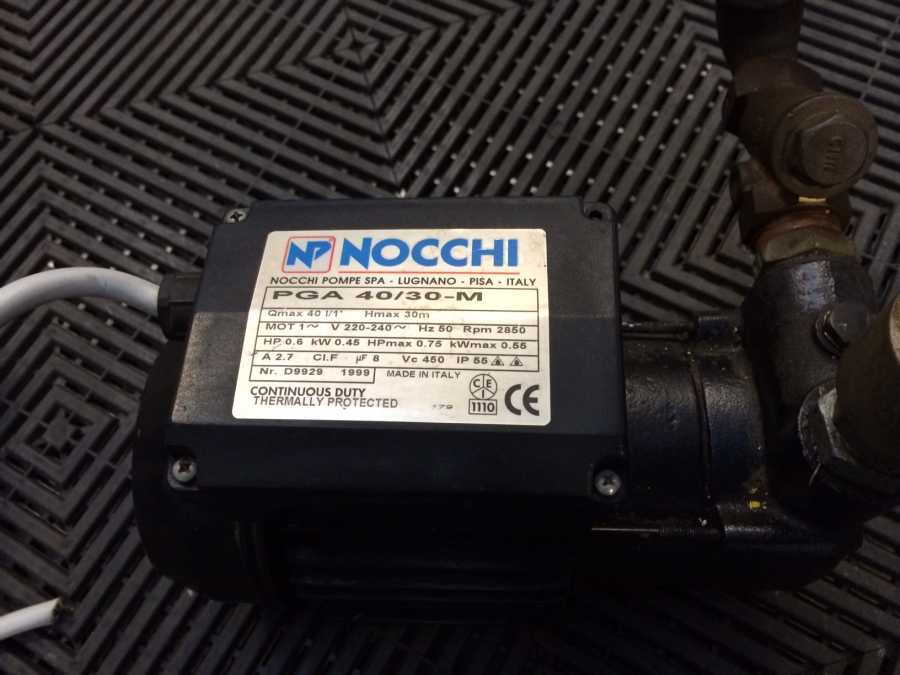 NP NOCCHI
NOCCHI POMPE SPA - LUGNANO - PISA - ITALY
PGA 40/30-M
Qmax 40 l/1' Hmax 30m
MOT 1~ V 220-240~ Hz 50 Rpm 2850
HP 0.6 kW 0.45 HPmax 0.75 kWmax 0.55
A 2.7 Cl.F µF 8 Vc 450 IP 55
Nr. D9929 1999 MADE IN ITALY
CONTINUOUS DUTY
THERMALLY PROTECTED 179
C E I
1110 CE